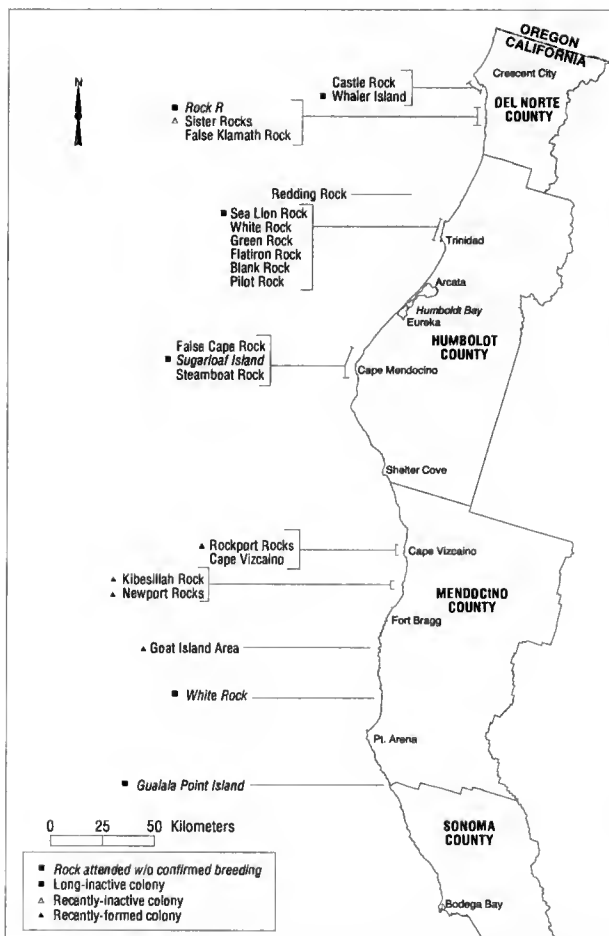 OREGON
CALIFORNIA
N
Crescent City
DEL NORTE
COUNTY
Castle Rock
■ Whaler Island
■ Rock R
△ Sister Rocks
False Klamath Rock
Redding Rock
■ Sea Lion Rock
White Rock
Green Rock
Flatiron Rock
Blank Rock
Pilot Rock
Trinidad
Arcata
Humboldt Bay
Eureka
HUMBOLOT
COUNTY
False Cape Rock
■ Sugarloaf Island
Steamboat Rock
Cape Mendocino
Shelter Cove
▲ Rockport Rocks
Cape Vizcaino
Cape Vizcaino
▲ Kibesillah Rock
▲ Newport Rocks
MENDOCINO
COUNTY
Fort Bragg
▲ Goat Island Area
■ White Rock
Pt. Arena
■ Gualala Point Island
0 25 50 Kilometers
SONOMA
COUNTY
■ Rock attended w/o confirmed breeding
■ Long-inactive colony
△ Recently-inactive colony
▲ Recently-formed colony
Bodega Bay